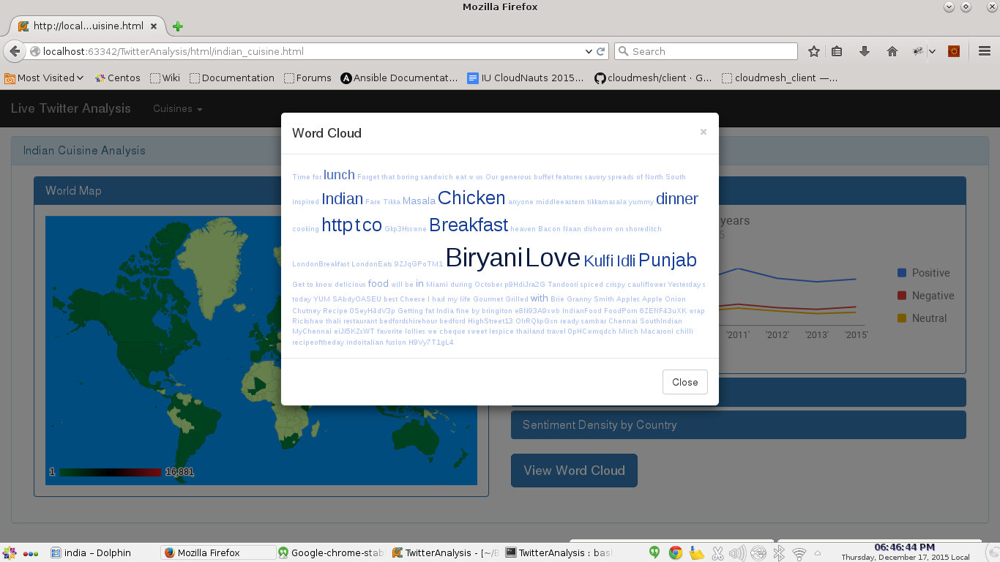 Mozilla Firefox
http://local...uisine.html
localhost:63342/TwitterAnalysis/html/indian_cuisine.html
Search
Most Visited
Centos
Wiki
Documentation
Forums
Ansible Documentat...
IU CloudNauts 2015...
cloudmesh/client · G...
cloudmesh_client —...
Live Twitter Analysis
Cuisines
Indian Cuisine Analysis
World Map
1
16,881
Word Cloud
×
Time for lunch Forget that boring sandwich eat w us Our generous buffet features savory spreads of North South
inspired Indian Fare Tikka Masala Chicken anyone middleeastern tikkamasala yummy dinner
cooking http t co Gkp3Hsswne Breakfast heaven Bacon Naan dishoom on shoreditch
LondonBreakfast LondonEats 9ZJqGPoTM1 Biryani Love Kulfi Idli Punjab
Get to know delicious food will be in Miami during October p9HdiJra2G Tandoori spiced crispy cauliflower Yesterday s
today YUM SAbdyOASEU best Cheese I had my life Gourmet Grilled with Brie Granny Smith Apples Apple Onion
Chutney Recipe 0SeyH4dV3p Getting fat India fine by bringiton e8N93A9xwb IndianFood FoodPorn 6ZENF43uXK wrap
Rickshaw thali restaurant bedfordshirehour bedford HighStreet13 OIrRQkpGxn ready sambar Chennai SouthIndian
MyChennai eiJi5KZsWT favorite lollies we cheque sweet lespice thailand travel 0pHCwmqdch Mirch Macaroni chilli
recipeoftheday indoitalian fusion H9Vy7T1gL4
Close
years
5
Positive
Negative
Neutral
'2011'
'2012'
'2013'
'2015'
Sentiment Density by Country
View Word Cloud
india – Dolphin
Mozilla Firefox
Google-chrome-stab
TwitterAnalysis - [~/
TwitterAnalysis : bas
06:46:44 PM
Thursday, December 17, 2015 Local